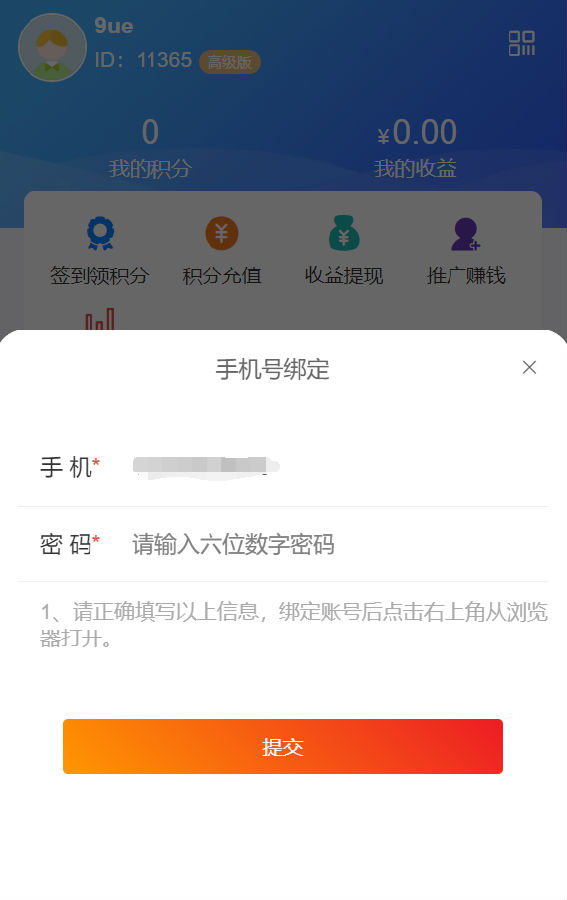 9ue
ID：11365 高级版
0
¥0.00
我的积分
我的收益
签到领积分 积分充值 收益提现 推广赚钱
手机号绑定
手 机*
密 码* 请输入六位数字密码
1、请正确填写以上信息，绑定账号后点击右上角从浏览
器打开。
提交